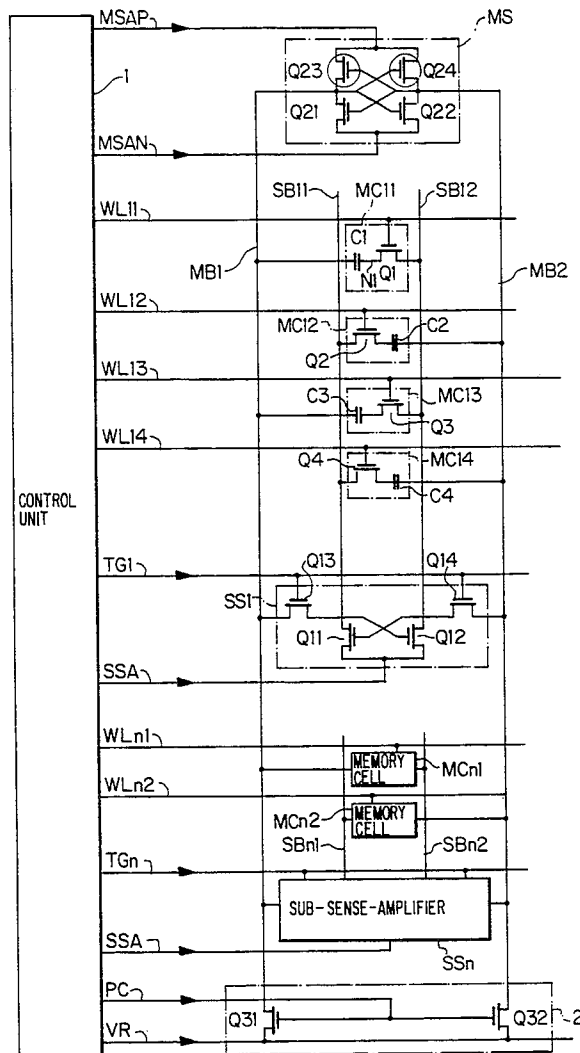 MSAP
MS
1
Q23
Q24
Q21
Q22
MSAN
SB11
MC11
SB12
WL11
C1
MB1
N1
Q1
MB2
WL12
MC12
C2
Q2
WL13
C3
MC13
Q3
WL14
Q4
MC14
C4
CONTROL
UNIT
TG1
Q13
Q14
SS1
Q11
Q12
SSA
WLn1
MEMORY
CELL
MCn1
WLn2
MEMORY
CELL
MCn2
SBn1
SBn2
TGn
SUB-SENSE-AMPLIFIER
SSA
SSn
PC
Q31
Q32
2
VR